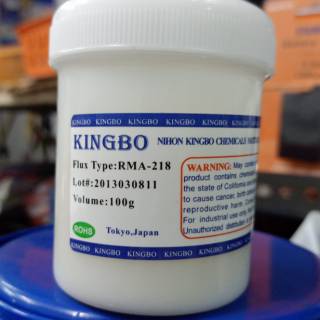 KINGBO KINGBO KINGBO KINGBO KINGBO
KINGBO NIHON KINGBO CHEMICALS
Flux Type:RMA-218
Lot#:2013030811
Volume:100g
ROHS
Tokyo,Japan
WARNING: May
product contains
the state of California
to cause cancer, birth
reproductive harm.
For industrial use only.
Unauthorized
KINGBO KINGBO KINGBO KINGBO KINGBO